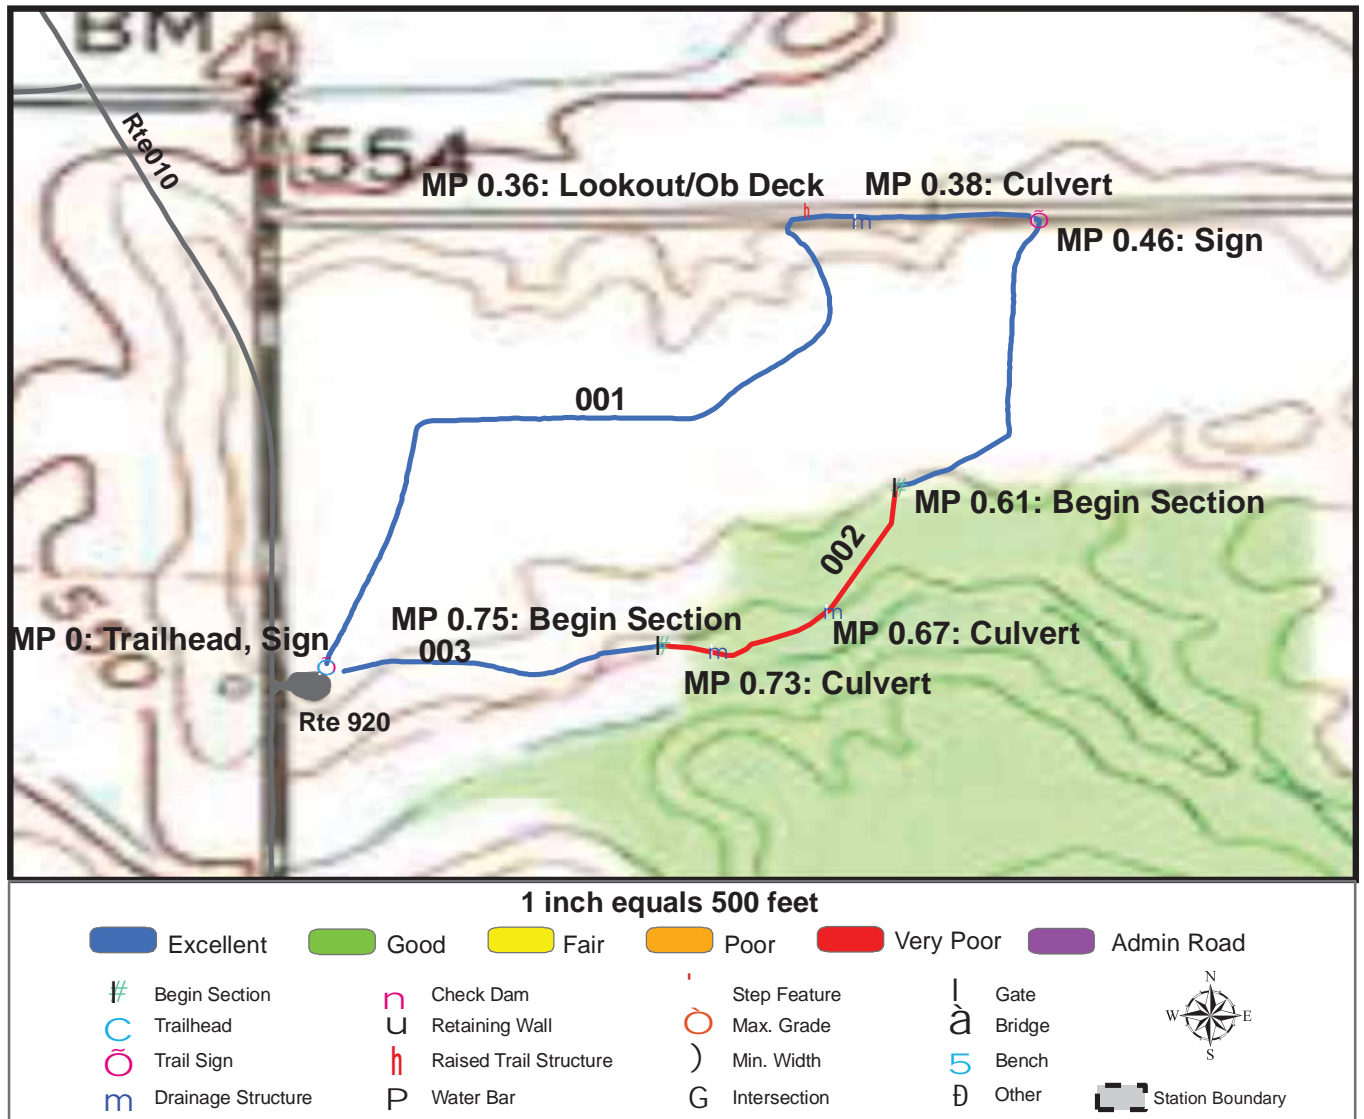 BM
Rte010
1554
MP 0.36: Lookout/Ob Deck
MP 0.38: Culvert
MP 0.46: Sign
001
MP 0.61: Begin Section
002
MP 0.75: Begin Section
MP 0: Trailhead, Sign
003
MP 0.67: Culvert
MP 0.73: Culvert
Rte 920
1550
1 inch equals 500 feet
Excellent
Good
Fair
Poor
Very Poor
Admin Road
Begin Section
Check Dam
Step Feature
Gate
Trailhead
Retaining Wall
Max. Grade
Bridge
Trail Sign
Raised Trail Structure
Min. Width
Bench
Drainage Structure
Water Bar
Intersection
Other
Station Boundary
N
W
E
S